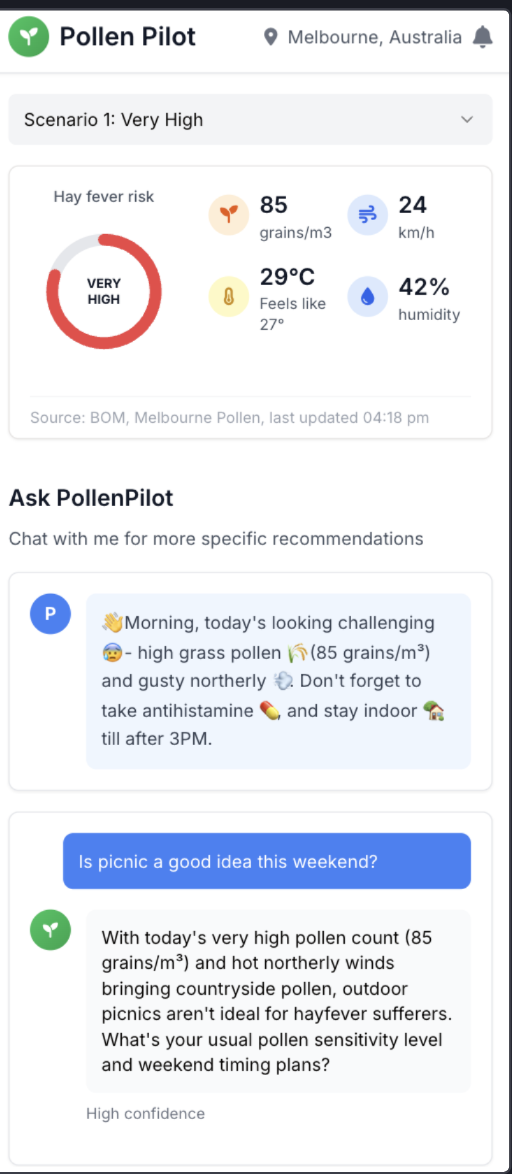 Pollen Pilot
Melbourne, Australia
Scenario 1: Very High
Hay fever risk
VERY
HIGH
85
grains/m3
24
km/h
29°C
Feels like
27°
42%
humidity
Source: BOM, Melbourne Pollen, last updated 04:18 pm
Ask PollenPilot
Chat with me for more specific recommendations
P
👋Morning, today's looking challenging
😰- high grass pollen 🌾(85 grains/m³)
and gusty northerly 💨. Don't forget to
take antihistamine 💊, and stay indoor 🏡
till after 3PM.
Is picnic a good idea this weekend?
With today's very high pollen count (85
grains/m³) and hot northerly winds
bringing countryside pollen, outdoor
picnics aren't ideal for hayfever sufferers.
What's your usual pollen sensitivity level
and weekend timing plans?
High confidence